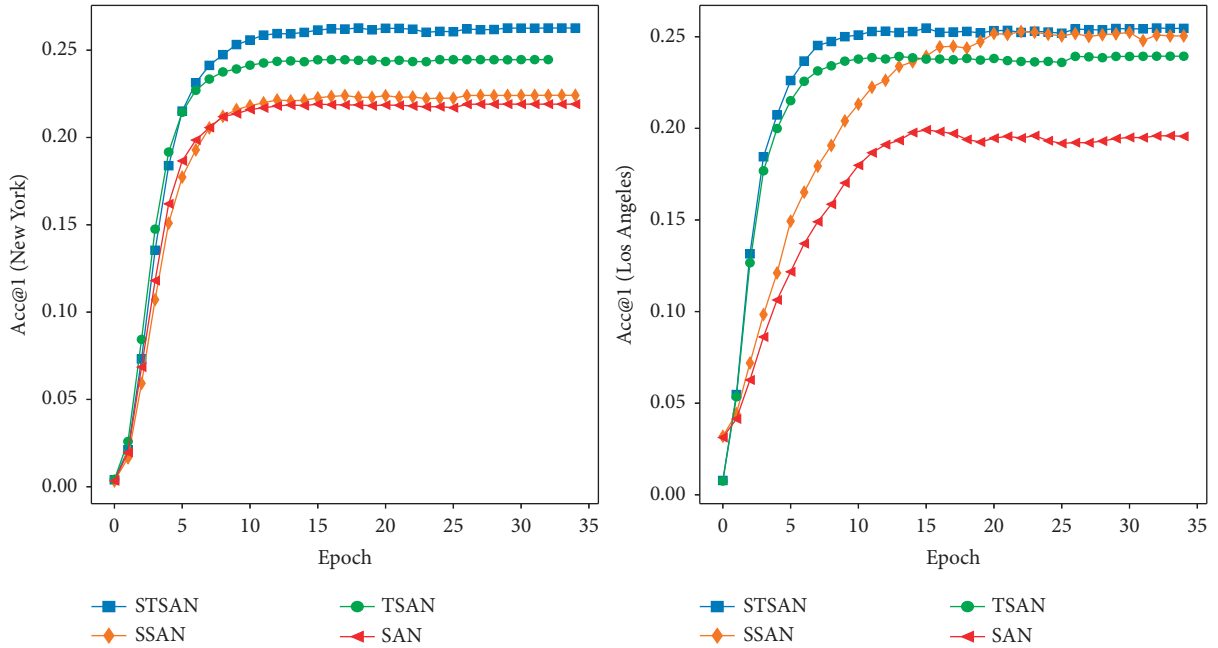 Acc@1 (New York)
0.25
0.20
0.15
0.10
0.05
0.00
0 5 10 15 20 25 30 35
Epoch
STSAN TSAN
SSAN SAN
Acc@1 (Los Angeles)
0.25
0.20
0.15
0.10
0.05
0.00
0 5 10 15 20 25 30 35
Epoch
STSAN TSAN
SSAN SAN